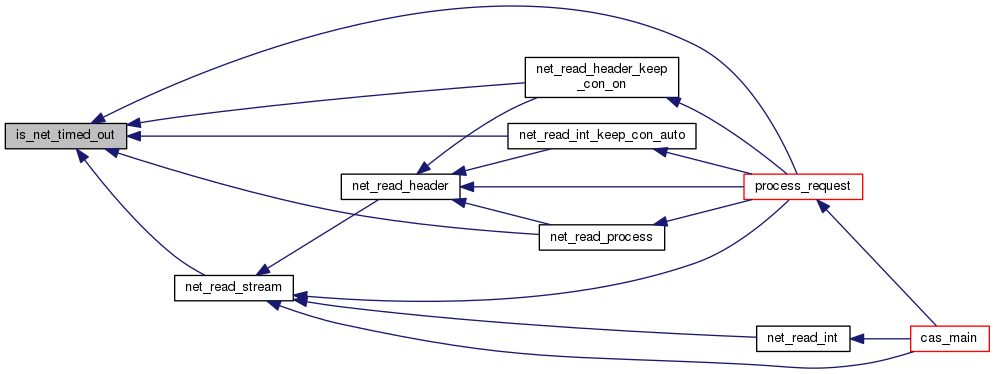 net_read_header_keep
_con_on
is_net_timed_out
net_read_int_keep_con_auto
net_read_header
process_request
net_read_process
net_read_stream
net_read_int
cas_main